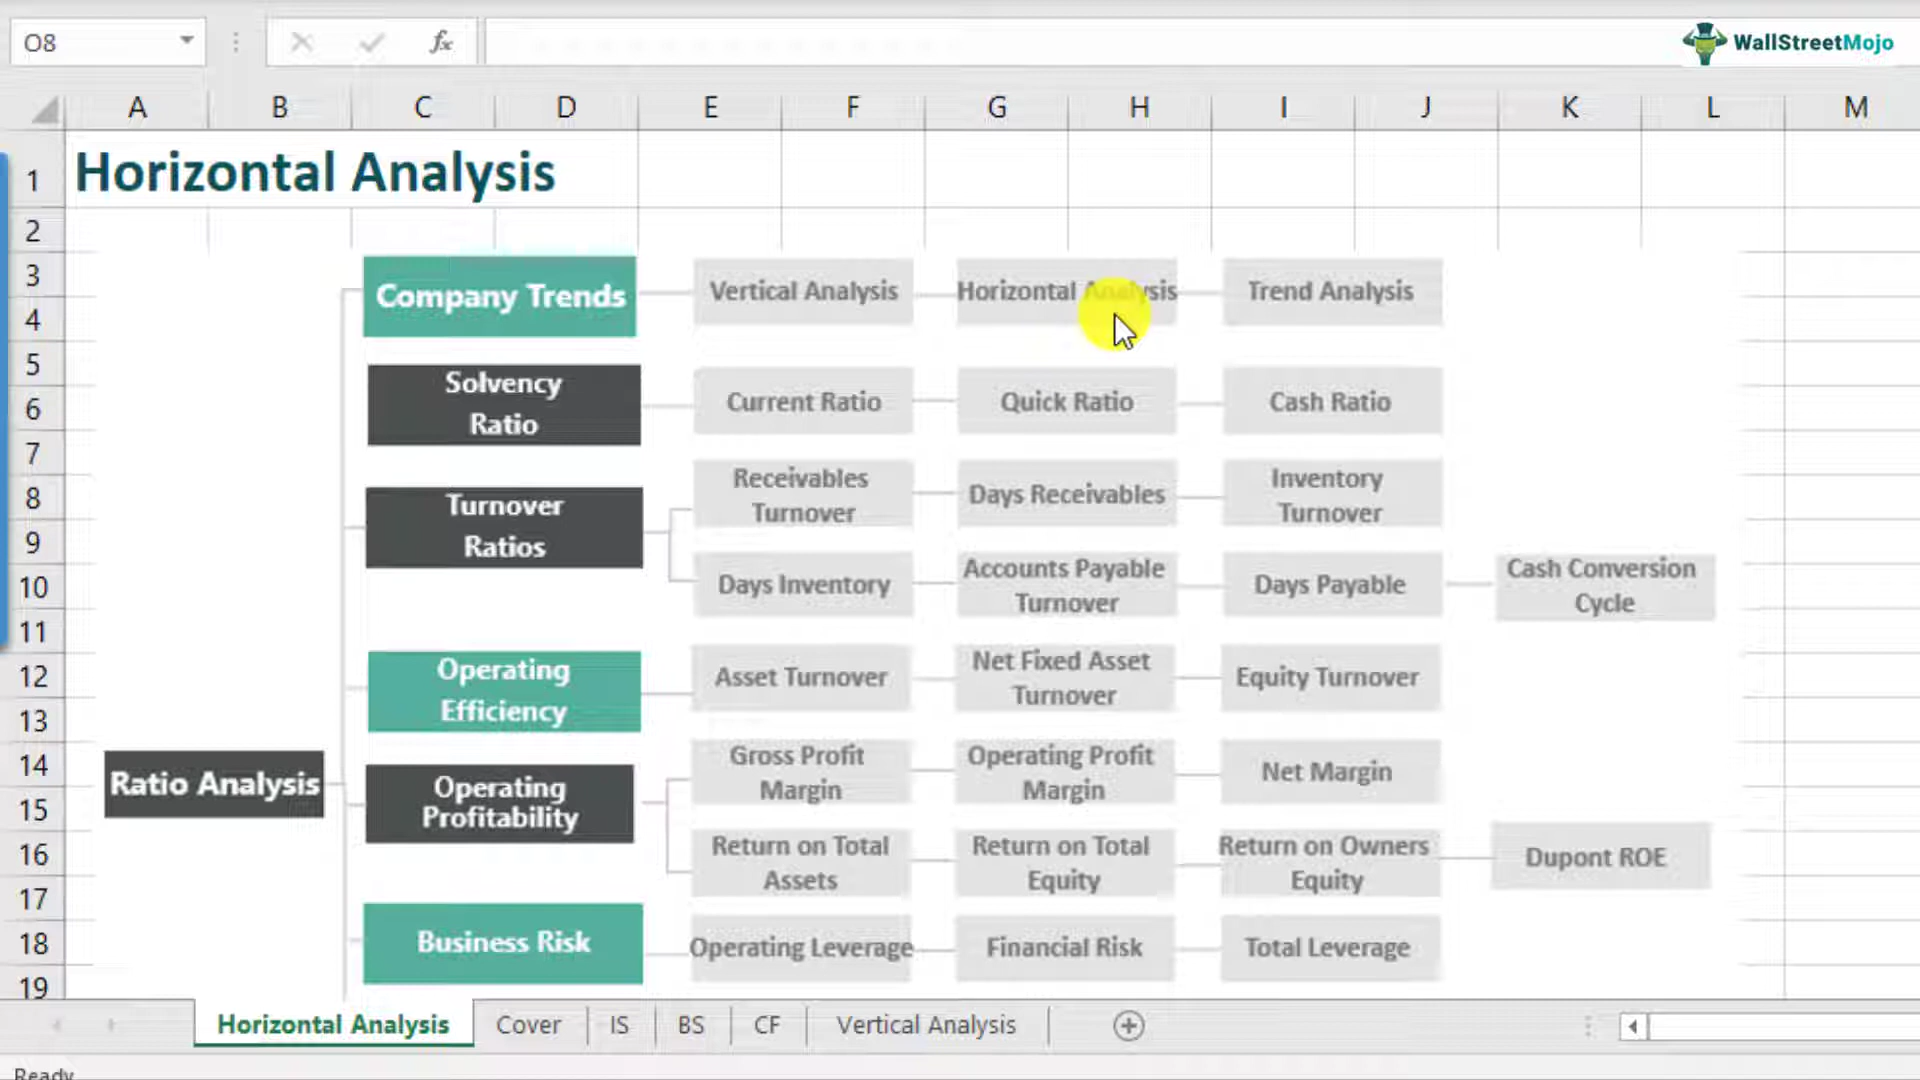 O8
fx
WallStreetMojo
A B C D E F G H I J K L M
1
Horizontal Analysis
2
3
4
5
6
7
8
9
10
11
12
13
14
15
16
17
18
19
Ratio Analysis
Company Trends
Vertical Analysis
Horizontal Analysis
Trend Analysis
Solvency
Ratio
Current Ratio
Quick Ratio
Cash Ratio
Turnover
Ratios
Receivables
Turnover
Days Receivables
Inventory
Turnover
Days Inventory
Accounts Payable
Turnover
Days Payable
Cash Conversion
Cycle
Operating
Efficiency
Asset Turnover
Net Fixed Asset
Turnover
Equity Turnover
Operating
Profitability
Gross Profit
Margin
Operating Profit
Margin
Net Margin
Return on Total
Assets
Return on Total
Equity
Return on Owners
Equity
Dupont ROE
Business Risk
Operating Leverage
Financial Risk
Total Leverage
Horizontal Analysis Cover IS BS CF Vertical Analysis
Ready